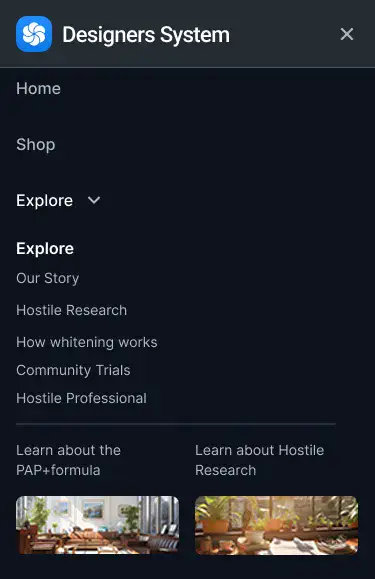 Designers System
Home
Shop
Explore
Explore
Our Story
Hostile Research
How whitening works
Community Trials
Hostile Professional
Learn about the
PAP+formula
Learn about Hostile
Research